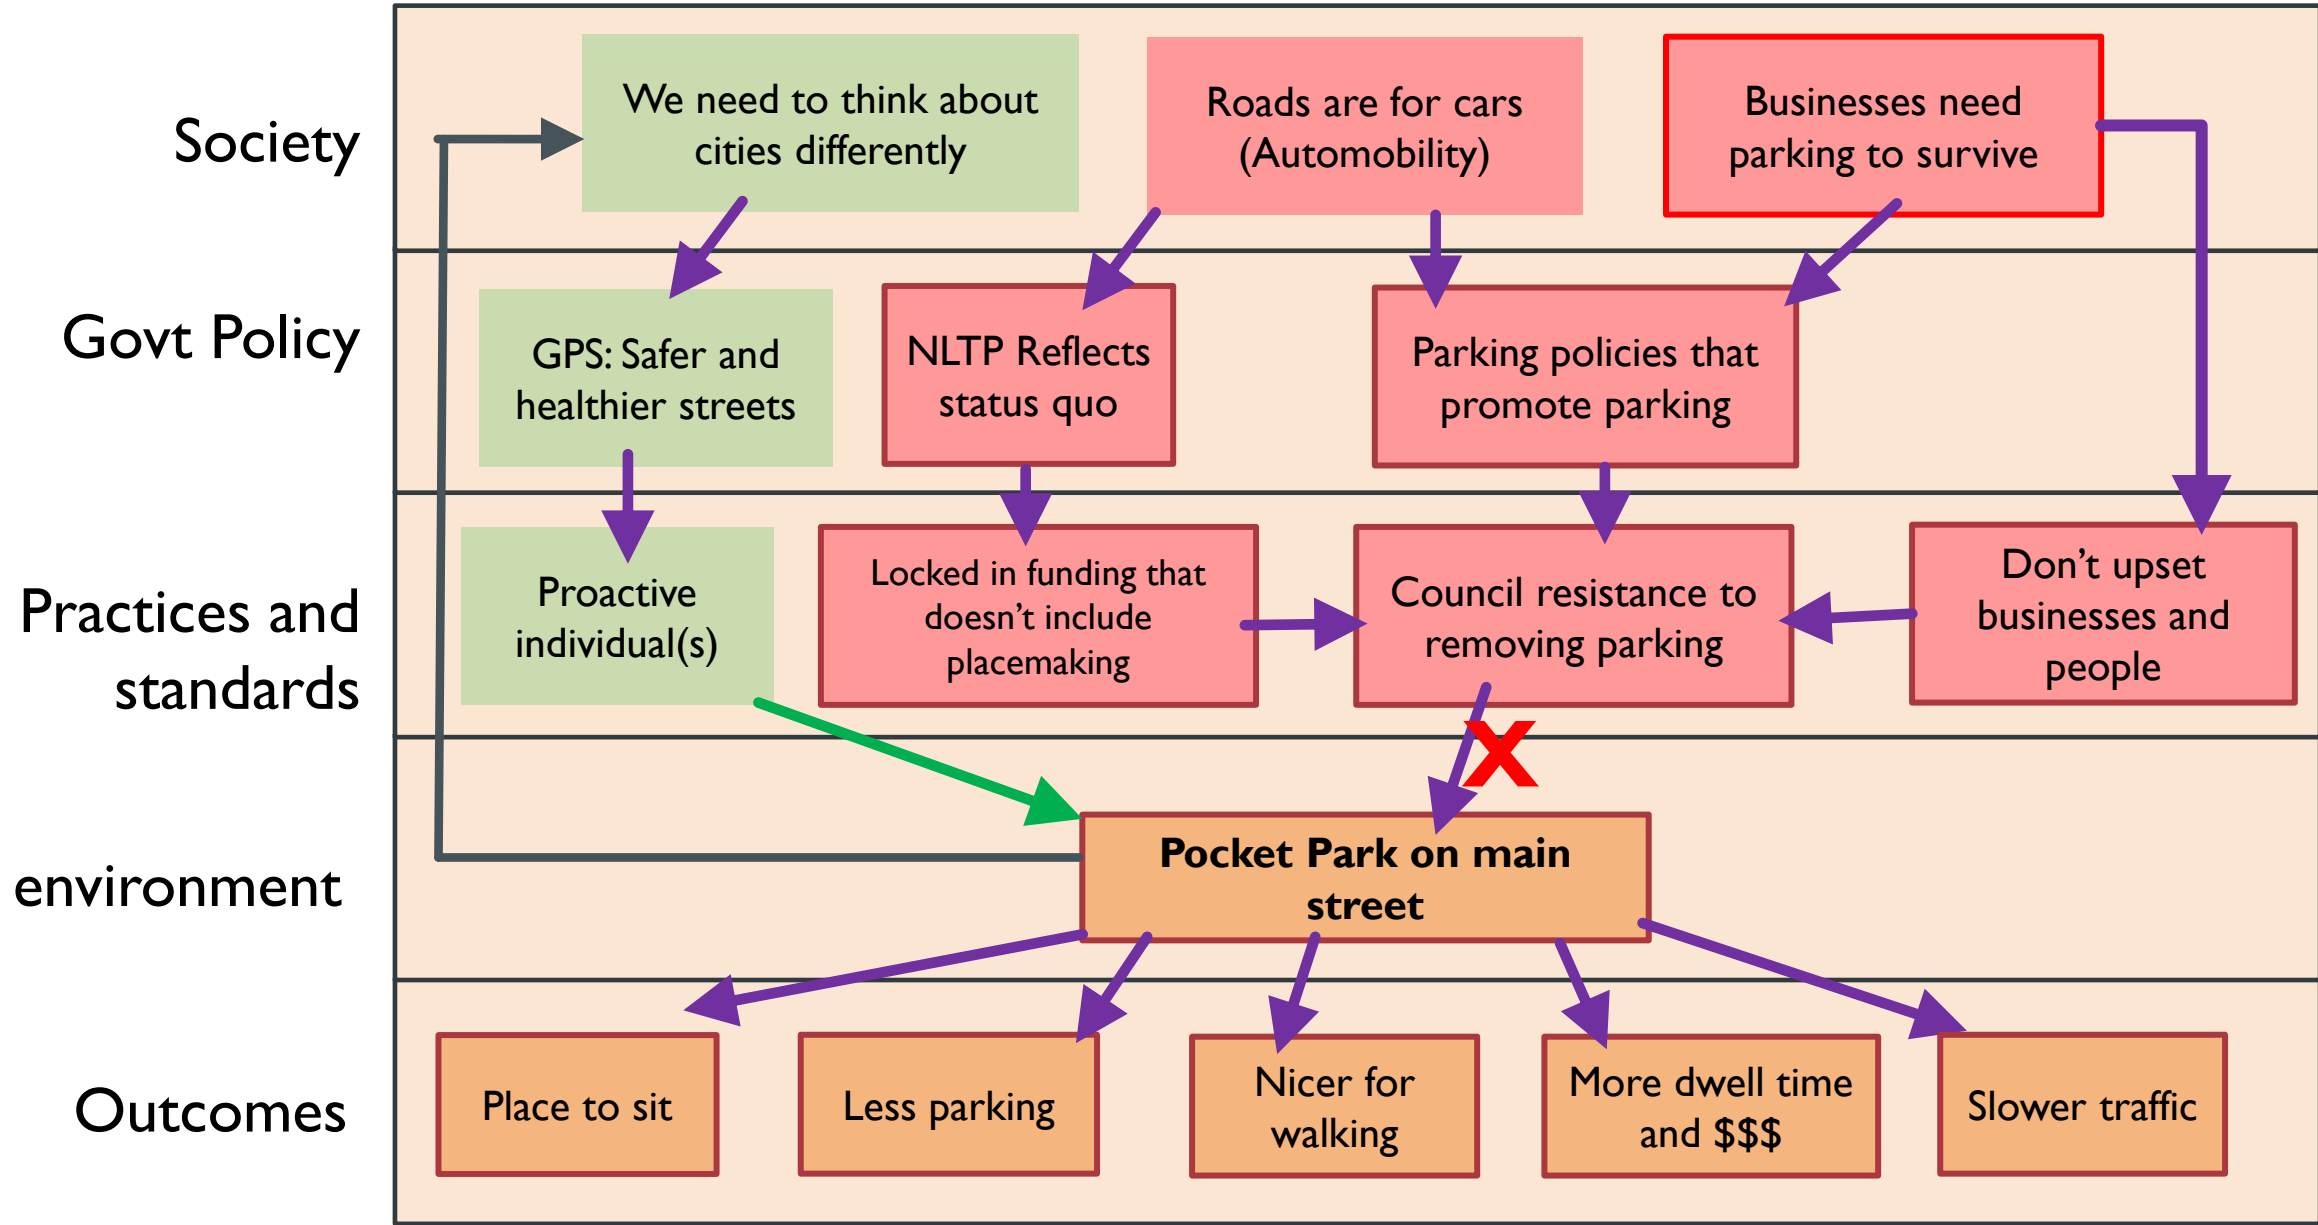 Society
We need to think about
cities differently
Roads are for cars
(Automobility)
Businesses need
parking to survive
Govt Policy
GPS: Safer and
healthier streets
NLTP Reflects
status quo
Parking policies that
promote parking
Practices and
standards
Proactive
individual(s)
Locked in funding that
doesn’t include
placemaking
Council resistance to
removing parking
Don’t upset
businesses and
people
X
environment
Pocket Park on main
street
Outcomes
Place to sit
Less parking
Nicer for
walking
More dwell time
and $$$
Slower traffic